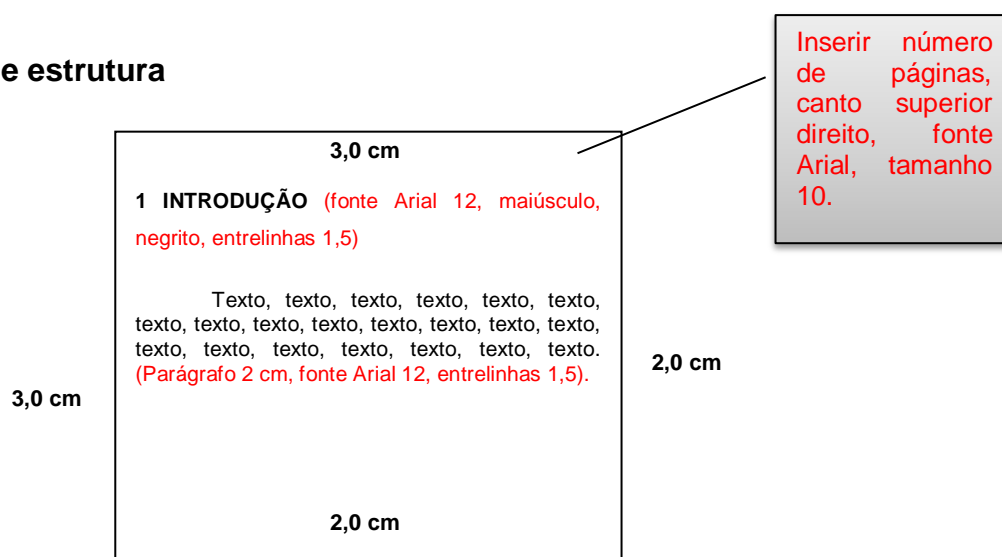 e estrutura
Inserir número
de páginas,
canto superior
direito, fonte
Arial, tamanho
10.
3,0 cm
1 INTRODUÇÃO (fonte Arial 12, maiúsculo,
negrito, entrelinhas 1,5)
Texto, texto, texto, texto, texto, texto,
texto, texto, texto, texto, texto, texto, texto, texto,
texto, texto, texto, texto, texto, texto, texto.
(Parágrafo 2 cm, fonte Arial 12, entrelinhas 1,5).
2,0 cm
3,0 cm
2,0 cm